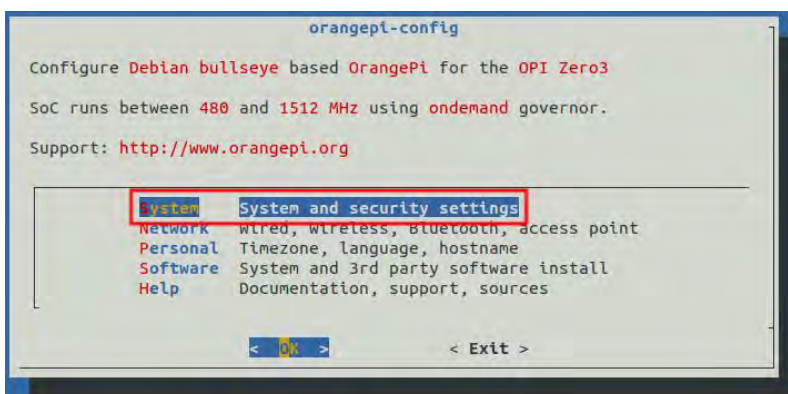 orangepi-config
Configure Debian bullseye based OrangePi for the OPI Zero3
SoC runs between 480 and 1512 MHz using ondemand governor.
Support: http://www.orangepi.org
System System and security settings
Network Wired, Wireless, Bluetooth, access point
Personal Timezone, language, hostname
Software System and 3rd party software install
Help Documentation, support, sources
< OK > < Exit >